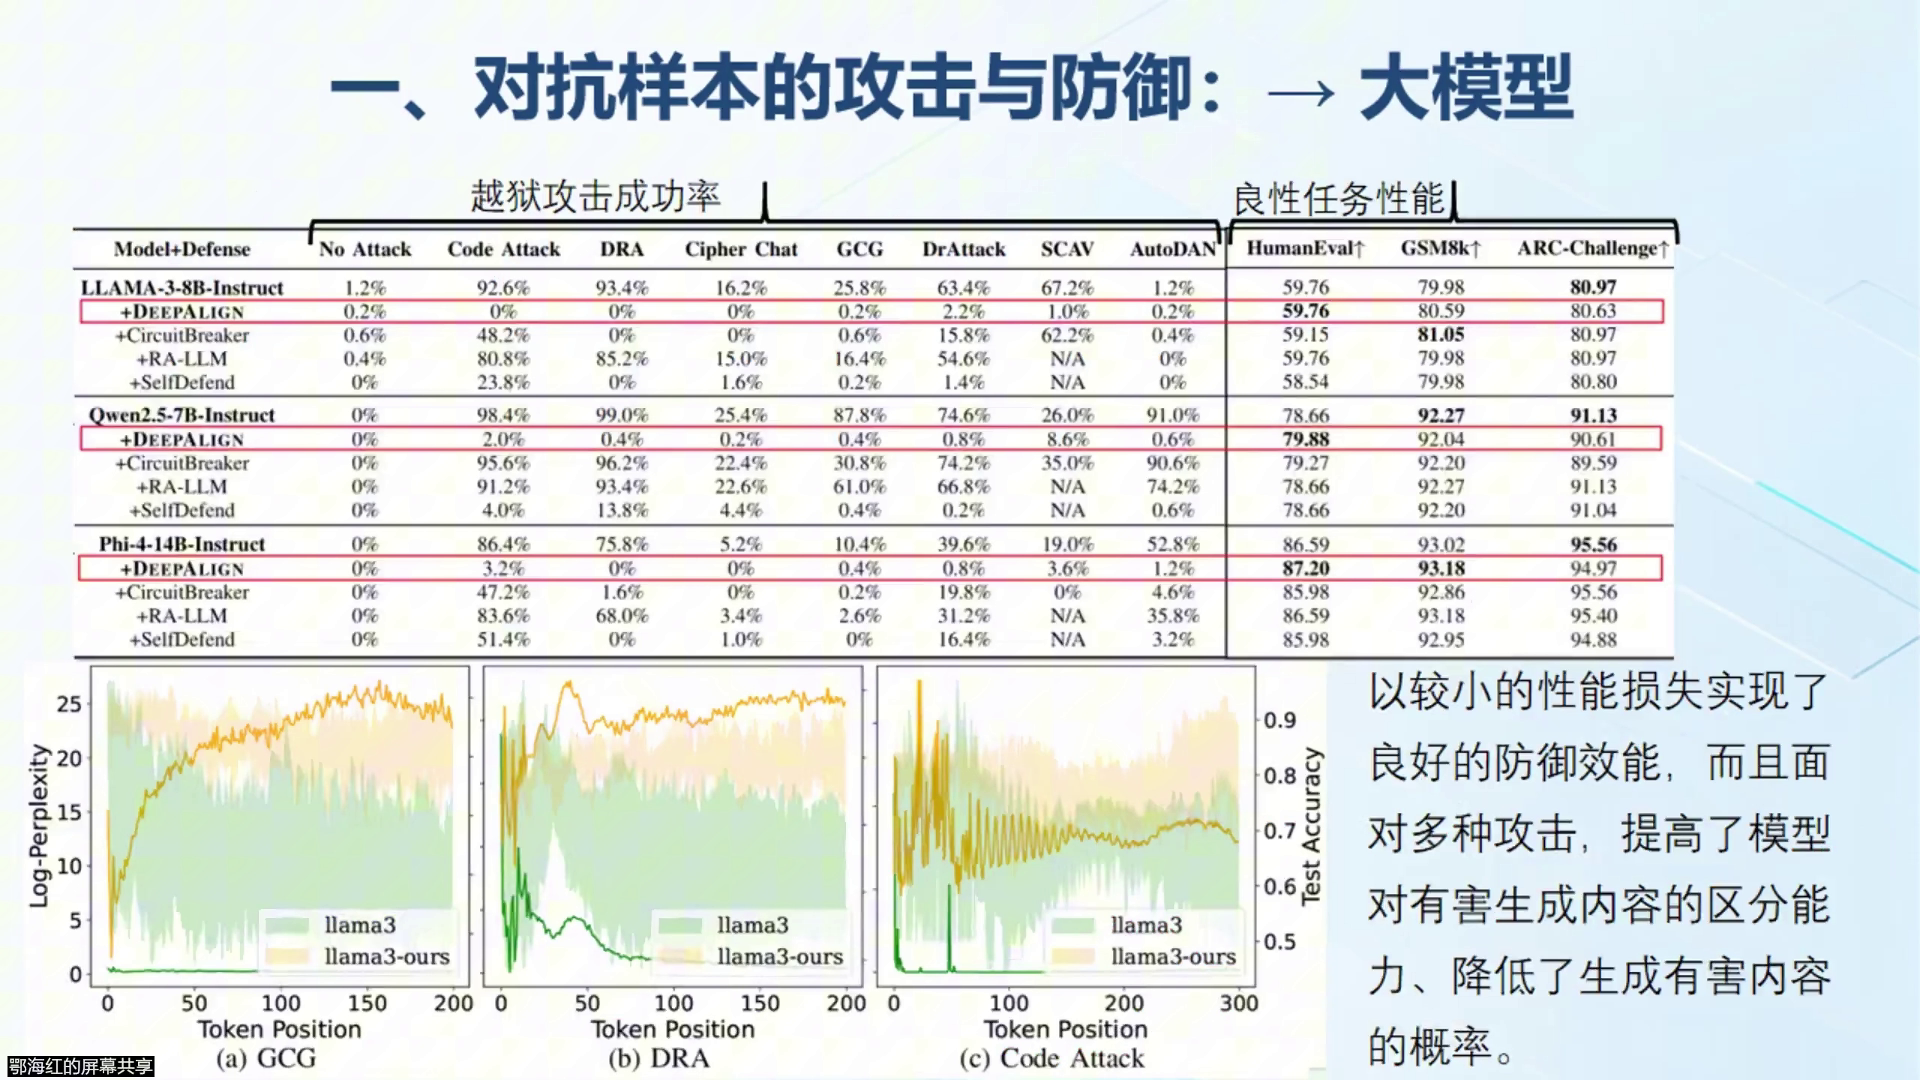 一、对抗样本的攻击与防御：→ 大模型
越狱攻击成功率 良性任务性能
Model+Defense No Attack Code Attack DRA Cipher Chat GCG DrAttack SCAV AutoDAN HumanEval↑ GSM8k↑ ARC-Challenge↑
LLAMA-3-8B-Instruct 1.2% 92.6% 93.4% 16.2% 25.8% 63.4% 67.2% 1.2% 59.76 79.98 80.97
+DEEPALIGN 0.2% 0% 0% 0% 0.2% 2.2% 1.0% 0.2% 59.76 80.59 80.63
+CircuitBreaker 0.6% 48.2% 0% 0% 0.6% 15.8% 62.2% 0.4% 59.15 81.05 80.97
+RA-LLM 0.4% 80.8% 85.2% 15.0% 16.4% 54.6% N/A 0% 59.76 79.98 80.97
+SelfDefend 0% 23.8% 0% 1.6% 0.2% 1.4% N/A 0% 58.54 79.98 80.80
Qwen2.5-7B-Instruct 0% 98.4% 99.0% 25.4% 87.8% 74.6% 26.0% 91.0% 78.66 92.27 91.13
+DEEPALIGN 0% 2.0% 0.4% 0.2% 0.4% 0.8% 8.6% 0.6% 79.88 92.04 90.61
+CircuitBreaker 0% 95.6% 96.2% 22.4% 30.8% 74.2% 35.0% 90.6% 79.27 92.20 89.59
+RA-LLM 0% 91.2% 93.4% 22.6% 61.0% 66.8% N/A 74.2% 78.66 92.27 91.13
+SelfDefend 0% 4.0% 13.8% 4.4% 0.4% 0.2% N/A 0.6% 78.66 92.20 91.04
Phi-4-14B-Instruct 0% 86.4% 75.8% 5.2% 10.4% 39.6% 19.0% 52.8% 86.59 93.02 95.56
+DEEPALIGN 0% 3.2% 0% 0% 0.4% 0.8% 3.6% 1.2% 87.20 93.18 94.97
+CircuitBreaker 0% 47.2% 1.6% 0% 0.2% 19.8% 0% 4.6% 85.98 92.86 95.56
+RA-LLM 0% 83.6% 68.0% 3.4% 2.6% 31.2% N/A 35.8% 86.59 93.18 95.40
+SelfDefend 0% 51.4% 0% 1.0% 0% 16.4% N/A 3.2% 85.98 92.95 94.88
Log-Perplexity
25
20
15
10
5
0
llama3
llama3-ours
0 50 100 150 200
Token Position
(a) GCG
llama3
llama3-ours
0 50 100 150 200
Token Position
(b) DRA
llama3
llama3-ours
0 100 200 300
Token Position
(c) Code Attack
0.9
0.8
0.7
0.6
0.5
Test Accuracy
以较小的性能损失实现了
良好的防御效能，而且面
对多种攻击，提高了模型
对有害生成内容的区分能
力、降低了生成有害内容
的概率。
鄂海红的屏幕共享